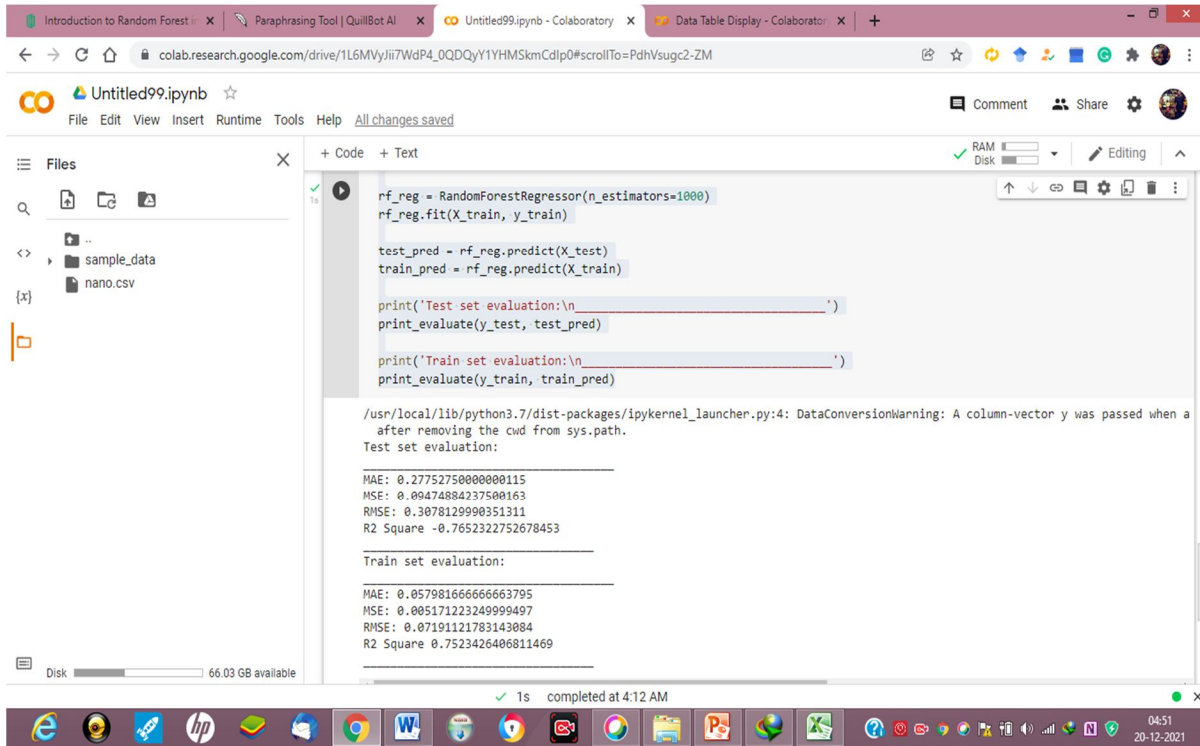 Introduction to Random Forest in
Paraphrasing Tool | QuillBot AI
Untitled99.ipynb - Colaboratory
Data Table Display - Colaborator
colab.research.google.com/drive/1L6MVyJii7WdP4_0QDQyY1YHMSkmCdIp0#scrollTo=PdhVsugc2-ZM
Untitled99.ipynb
File Edit View Insert Runtime Tools Help All changes saved
Comment Share
Files
+ Code + Text
RAM
Disk
Editing
..
sample_data
nano.csv
{x}
1s
rf_reg = RandomForestRegressor(n_estimators=1000)
rf_reg.fit(X_train, y_train)
test_pred = rf_reg.predict(X_test)
train_pred = rf_reg.predict(X_train)
print('Test set evaluation:\n_____________________________________')
print_evaluate(y_test, test_pred)
print('Train set evaluation:\n_____________________________________')
print_evaluate(y_train, train_pred)
/usr/local/lib/python3.7/dist-packages/ipykernel_launcher.py:4: DataConversionWarning: A column-vector y was passed when a
after removing the cwd from sys.path.
Test set evaluation:
_____________________________________
MAE: 0.27752750000000115
MSE: 0.09474884237500163
RMSE: 0.3078129990351311
R2 Square -0.7652322752678453
__________________________________
Train set evaluation:
_____________________________________
MAE: 0.057981666666663795
MSE: 0.005171223249999497
RMSE: 0.07191121783143084
R2 Square 0.7523426406811469
__________________________________
Disk 66.03 GB available
1s completed at 4:12 AM
04:51
20-12-2021